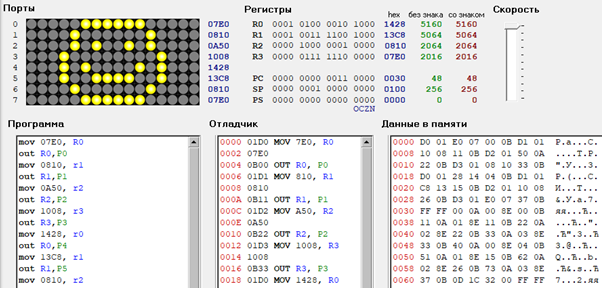 Порты
0 07E0
1 0810
2 0A50
3 1008
4 1428
5 13C8
6 0810
7 07E0
Регистры hex без знака со знаком
R0 0001 0100 0010 1000 1428 5160 5160
R1 0001 0011 1100 1000 13C8 5064 5064
R2 0000 1000 0001 0000 0810 2064 2064
R3 0000 0111 1110 0000 07E0 2016 2016
PC 0000 0000 0011 0000 0030 48 48
SP 0000 0001 0000 0000 0100 256 256
PS 0000 0000 0000 0000 0000 0 0
OCZN
Скорость
Программа
mov 07E0, R0
out R0,P0
mov 0810, r1
out R1,P1
mov 0A50, r2
out R2,P2
mov 1008, r3
out R3,P3
mov 1428, r0
out R0,P4
mov 13C8, r1
out R1,P5
mov 0810, r2
Отладчик
0000 01D0 MOV 7E0, R0
0002 07E0
0004 0B00 OUT R0, P0
0006 01D1 MOV 810, R1
0008 0810
000A 0B11 OUT R1, P1
000C 01D2 MOV A50, R2
000E 0A50
0010 0B22 OUT R2, P2
0012 01D3 MOV 1008, R3
0014 1008
0016 0B33 OUT R3, P3
0018 01D0 MOV 1428, R0
Данные в памяти
0000 D0 01 E0 07 00 0B D1 01 Р.а...С.
0008 10 08 11 0B D2 01 50 0A ....Т.P.
0010 22 0B D3 01 08 10 33 0B ".У...3.
0018 D0 01 28 14 04 0B D1 01 Р.(...С.
0020 C8 13 15 0B D2 01 10 08 И...Т...
0028 26 0B D3 01 E0 07 37 0B &.У.а.7.
0030 FF FF 00 0A 00 8E 00 0B яя...Ћ..
0038 11 0A 01 8E 11 0B 22 0A ...Ћ..".
0040 02 8E 22 0B 33 0A 03 8E .Ћ".3..Ћ
0048 33 0B 40 0A 00 8E 04 0B 3.@..Ћ..
0050 51 0A 01 8E 15 0B 62 0A Q..Ћ..b.
0058 02 8E 26 0B 73 0A 03 8E .Ћ&.s..Ћ
0060 37 0B 0D 1C 32 00 FF FF 7...2.яя